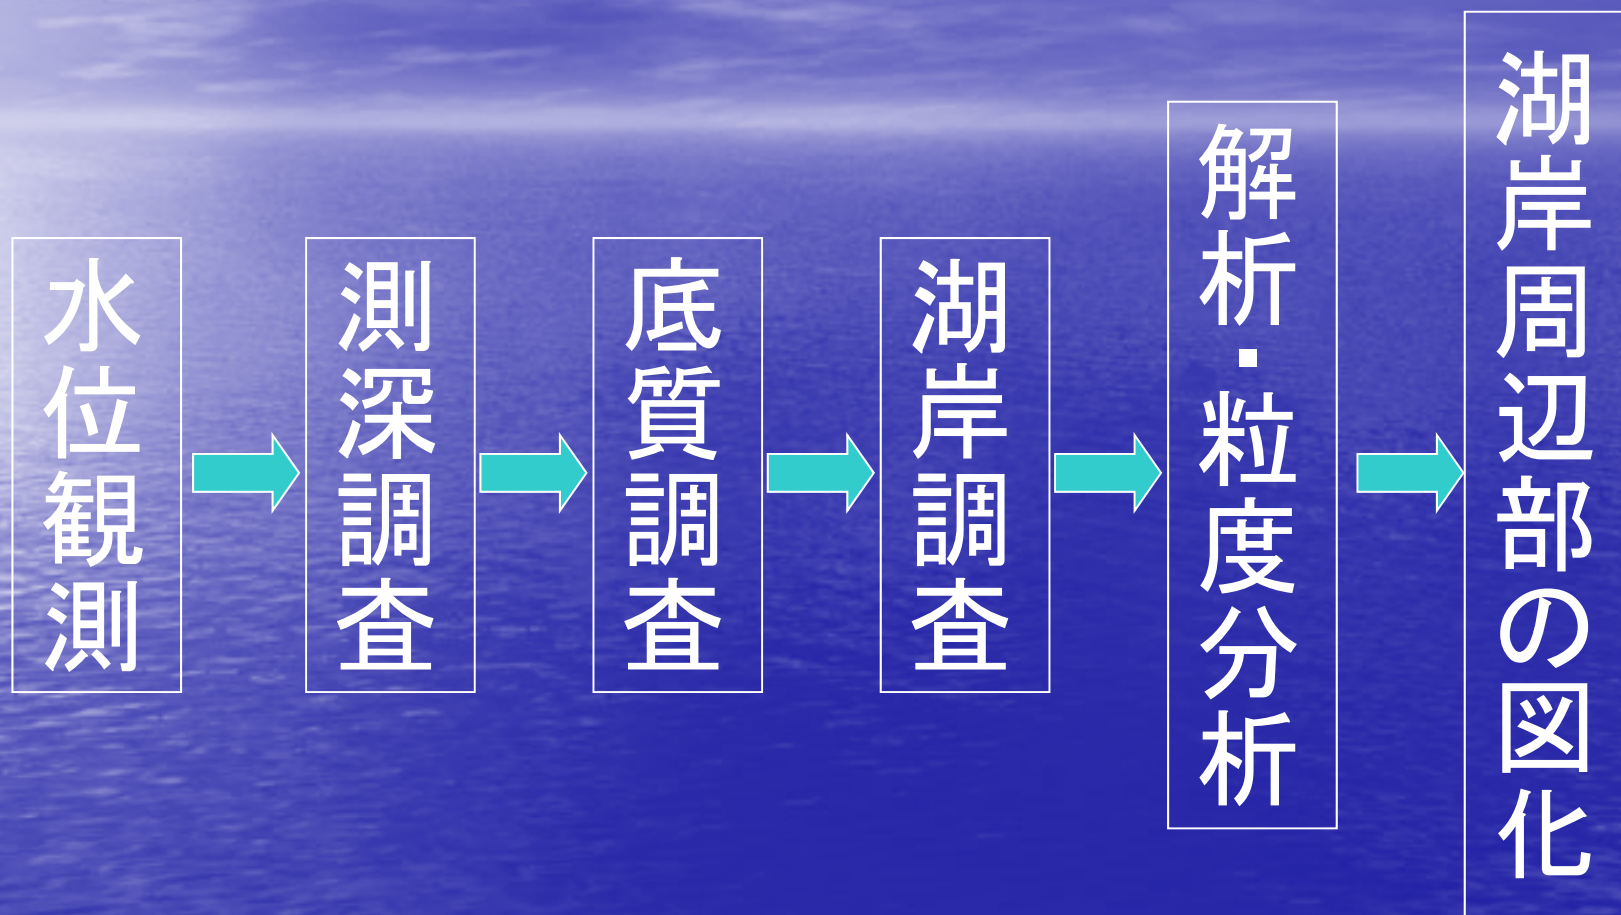 水位観測
測深調査
底質調査
湖岸調査
解析・粒度分析
湖岸周辺部の図化